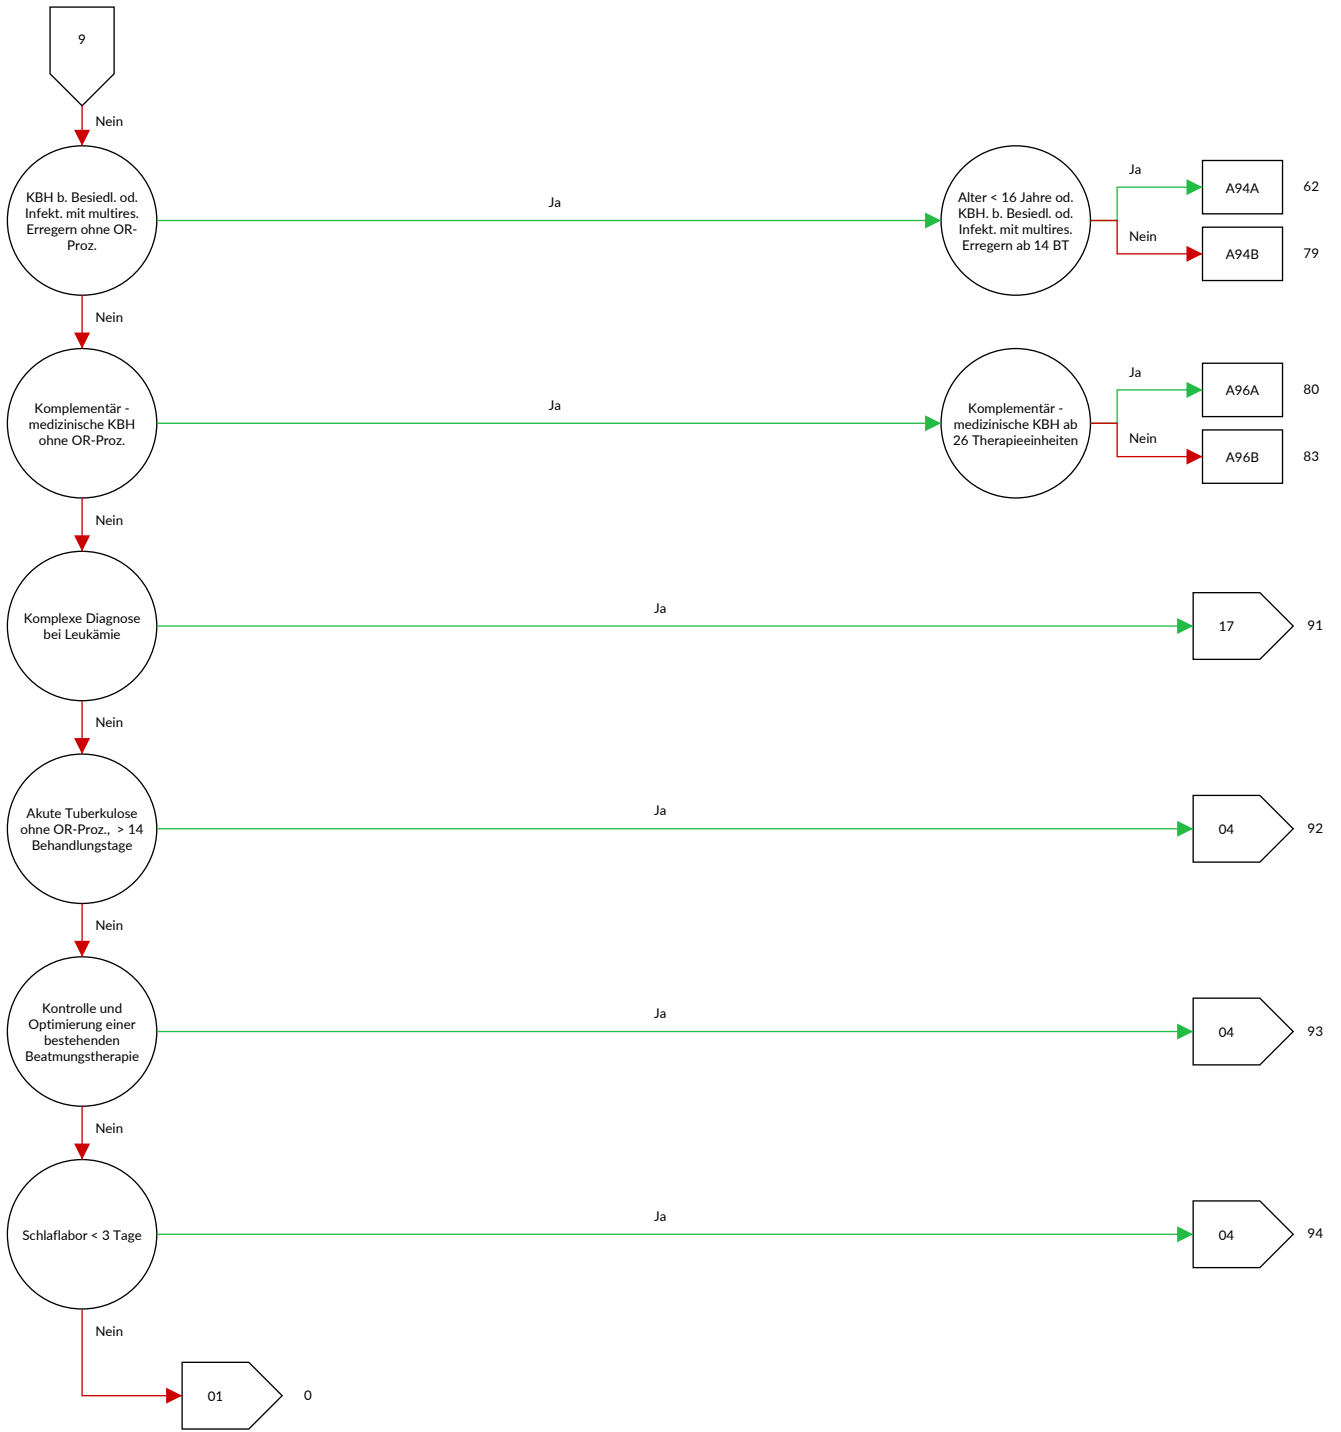 9
Nein
KBH b. Besiedl. od.
Infekt. mit multires.
Erregern ohne OR-
Proz.
Ja
Alter < 16 Jahre od.
KBH. b. Besiedl. od.
Infekt. mit multires.
Erregern ab 14 BT
Ja
A94A
62
Nein
A94B
79
Nein
Komplementär -
medizinische KBH
ohne OR-Proz.
Ja
Komplementär -
medizinische KBH ab
26 Therapieeinheiten
Ja
A96A
80
Nein
A96B
83
Nein
Komplexe Diagnose
bei Leukämie
Ja
17
91
Nein
Akute Tuberkulose
ohne OR-Proz., > 14
Behandlungstage
Ja
04
92
Nein
Kontrolle und
Optimierung einer
bestehenden
Beatmungstherapie
Ja
04
93
Nein
Schlaflabor < 3 Tage
Ja
04
94
Nein
01
0